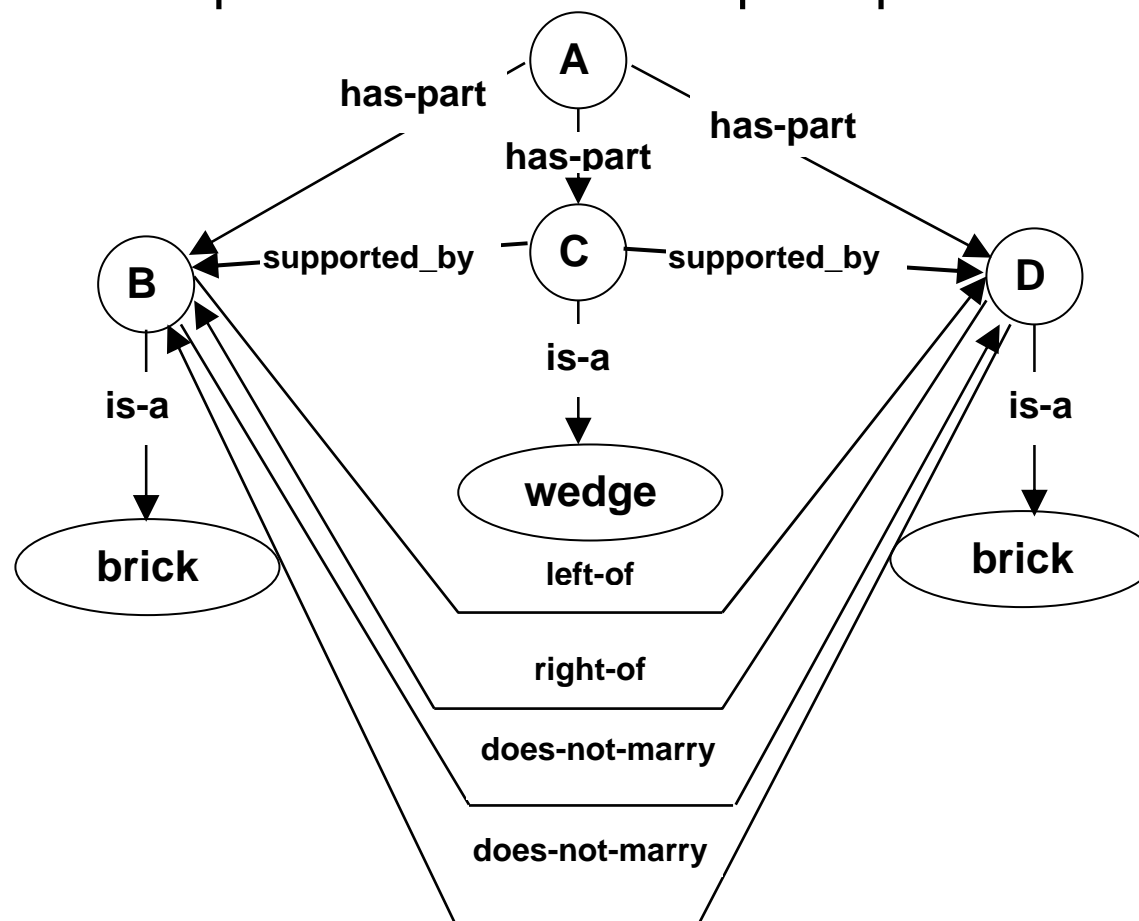 A
has-part
has-part
has-part
supported_by
C
supported_by
B
D
is-a
is-a
is-a
wedge
brick
brick
left-of
right-of
does-not-marry
does-not-marry